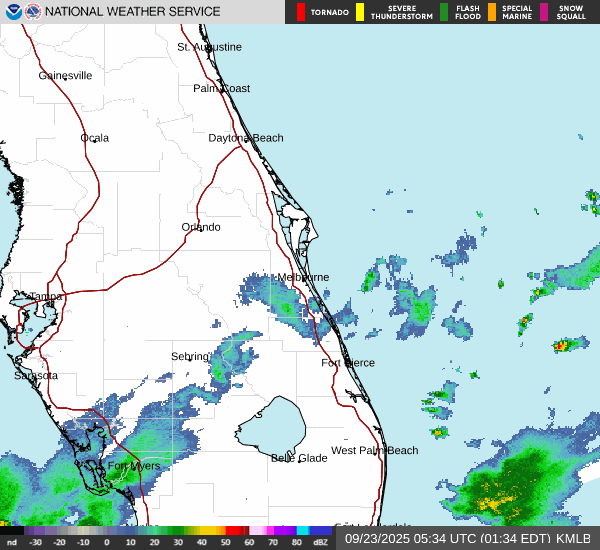 NATIONAL WEATHER SERVICE
TORNADO
SEVERE
THUNDERSTORM
FLASH
FLOOD
SPECIAL
MARINE
SNOW
SQUALL
St. Augustine
Gainesville
Palm Coast
Ocala
Daytona Beach
Orlando
Melbourne
Tampa
Sebring
Fort Pierce
Sarasota
West Palm Beach
Belle Glade
Fort Myers
nd -30 -20 -10 0 10 20 30 40 50 60 70 80 dBZ
09/23/2025 05:34 UTC (01:34 EDT) KMLB